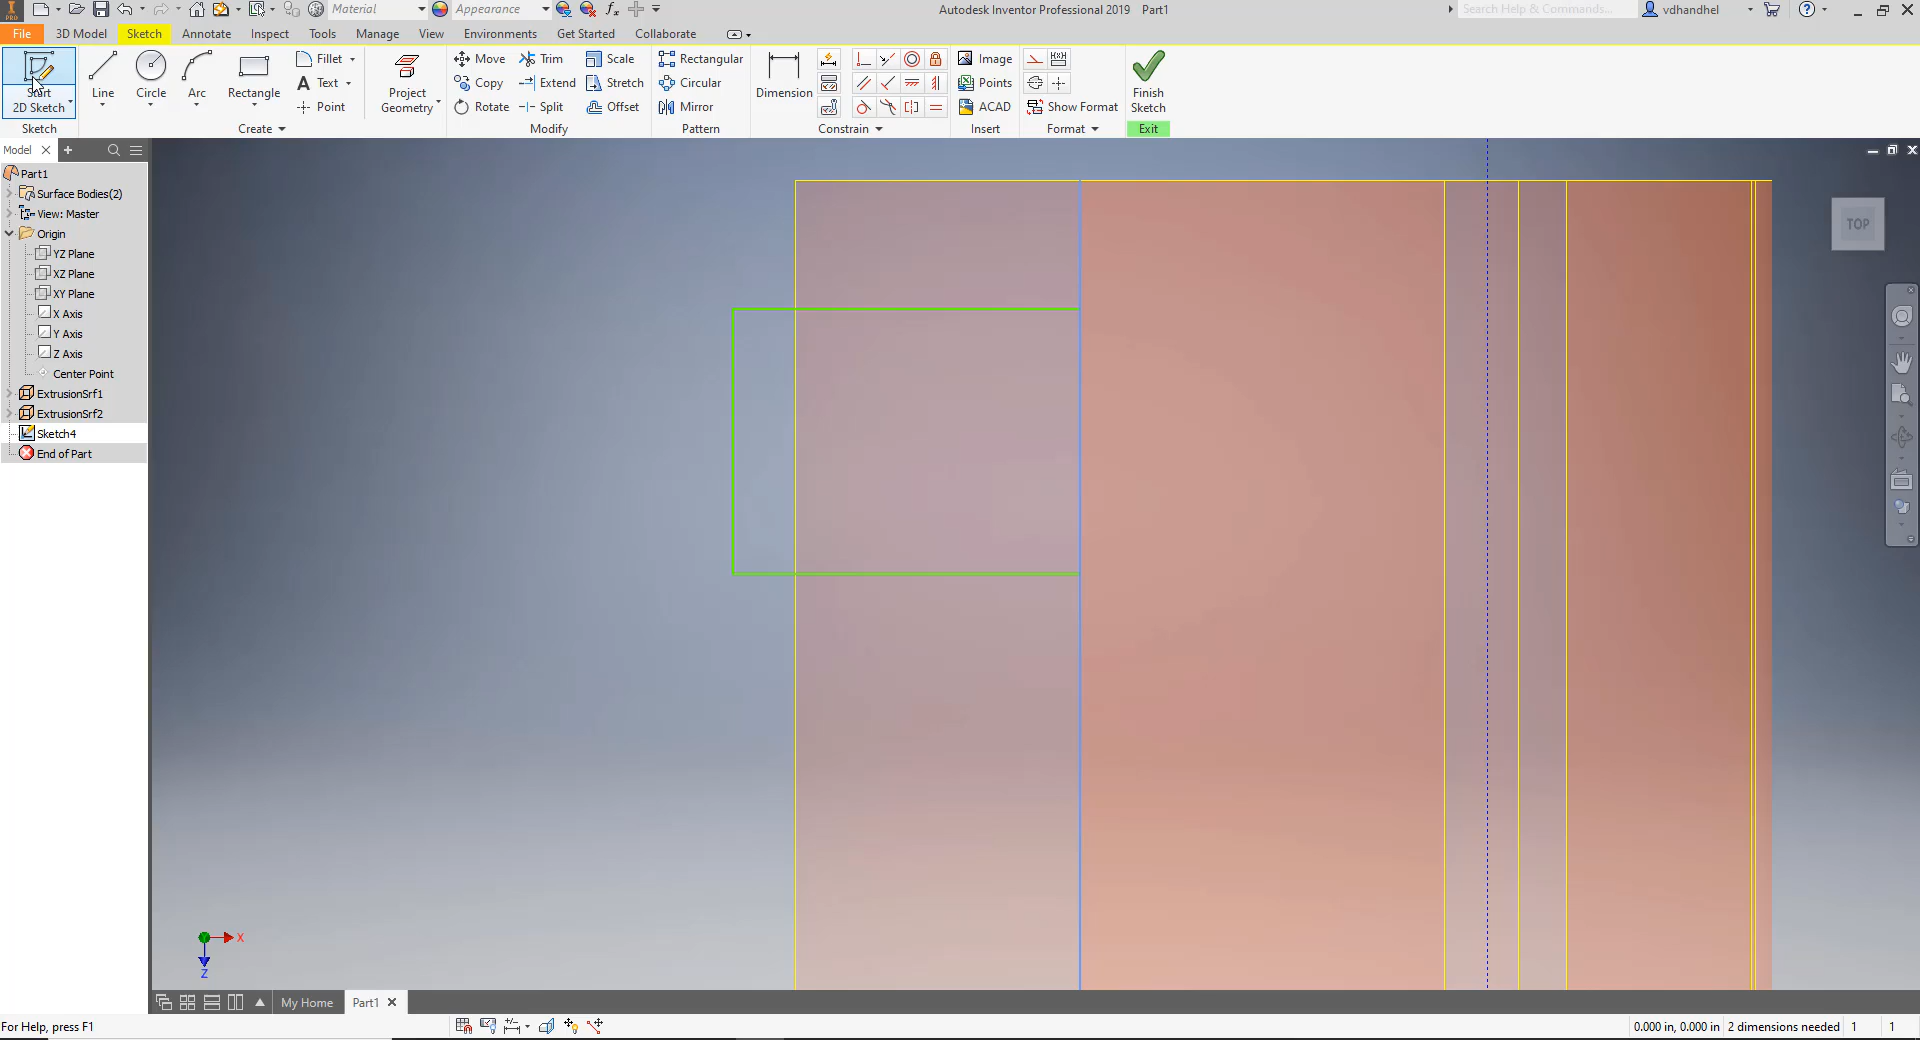 Material
Appearance
Autodesk Inventor Professional 2019 Part1
Search Help & Commands...
vdhandhel
PRO
File
3D Model
Sketch
Annotate
Inspect
Tools
Manage
View
Environments
Get Started
Collaborate
Start
2D Sketch
Line
Circle
Arc
Rectangle
Fillet
Text
Point
Project
Geometry
Move
Copy
Rotate
Trim
Extend
Split
Scale
Stretch
Offset
Rectangular
Circular
Mirror
Dimension
Image
Points
ACAD
Show Format
Finish
Sketch
Sketch
Create
Modify
Pattern
Constrain
Insert
Format
Exit
Model
Part1
Surface Bodies(2)
View: Master
Origin
YZ Plane
XZ Plane
XY Plane
X Axis
Y Axis
Z Axis
Center Point
ExtrusionSrf1
ExtrusionSrf2
Sketch4
End of Part
TOP
X
Z
My Home
Part1
For Help, press F1
0.000 in, 0.000 in
2 dimensions needed
1
1